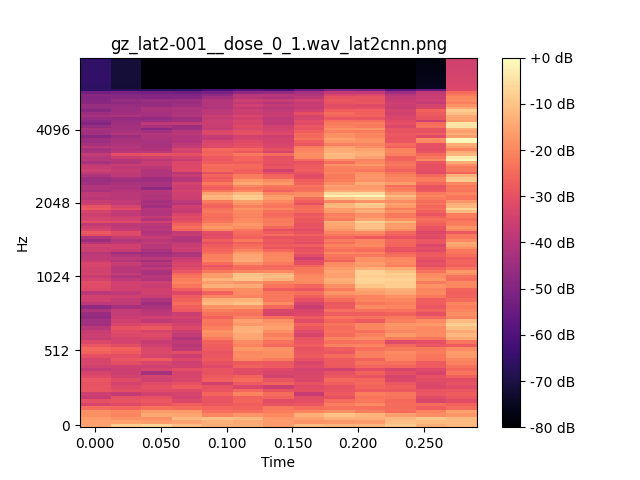 gz_lat2-001__dose_0_1.wav_lat2cnn.png
+0 dB
-10 dB
-20 dB
-30 dB
-40 dB
-50 dB
-60 dB
-70 dB
-80 dB
4096
2048
1024
512
0
Hz
0.000 0.050 0.100 0.150 0.200 0.250
Time